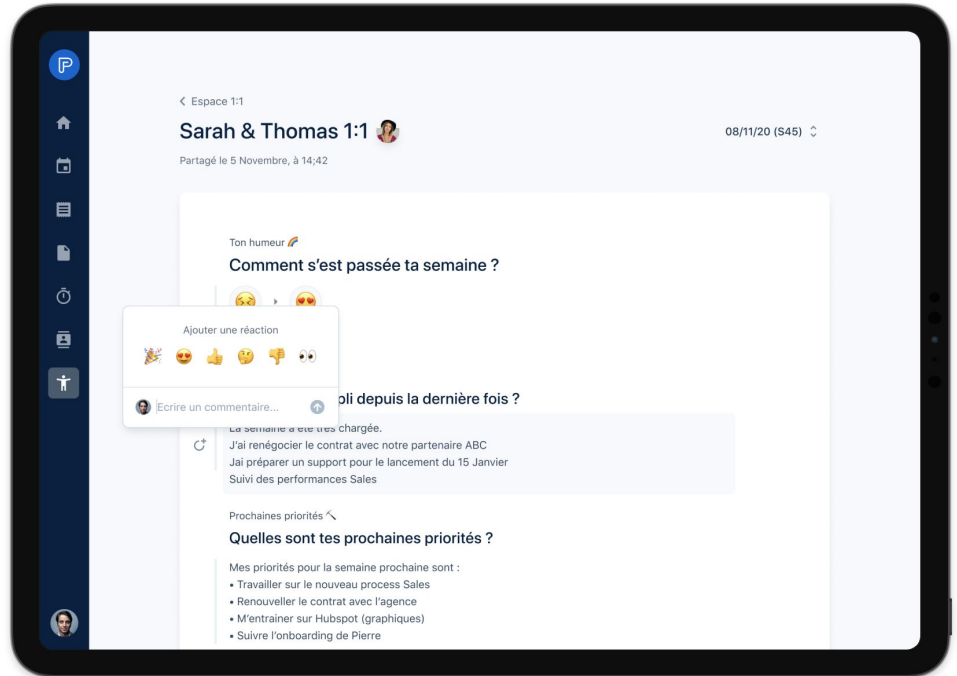 Espace 1:1
Sarah & Thomas 1:1
08/11/20 (S45)
Partagé le 5 Novembre, à 14;42
Ton humeur
Comment s'est passée ta semaine ?
Ajouter une réaction
Ecrire un commentaire...
pli depuis la dernière fois ?
La semaine a été très chargée.
J'ai renégocier le contrat avec notre partenaire ABC
Jai préparer un support pour le lancement du 15 Janvier
Suivi des performances Sales
Prochaines priorités
Quelles sont tes prochaines priorités ?
Mes priorités pour la semaine prochaine sont :
• Travailler sur le nouveau process Sales
• Renouveller le contrat avec l'agence
• M'entrainer sur Hubspot (graphiques)
• Suivre l'onboarding de Pierre